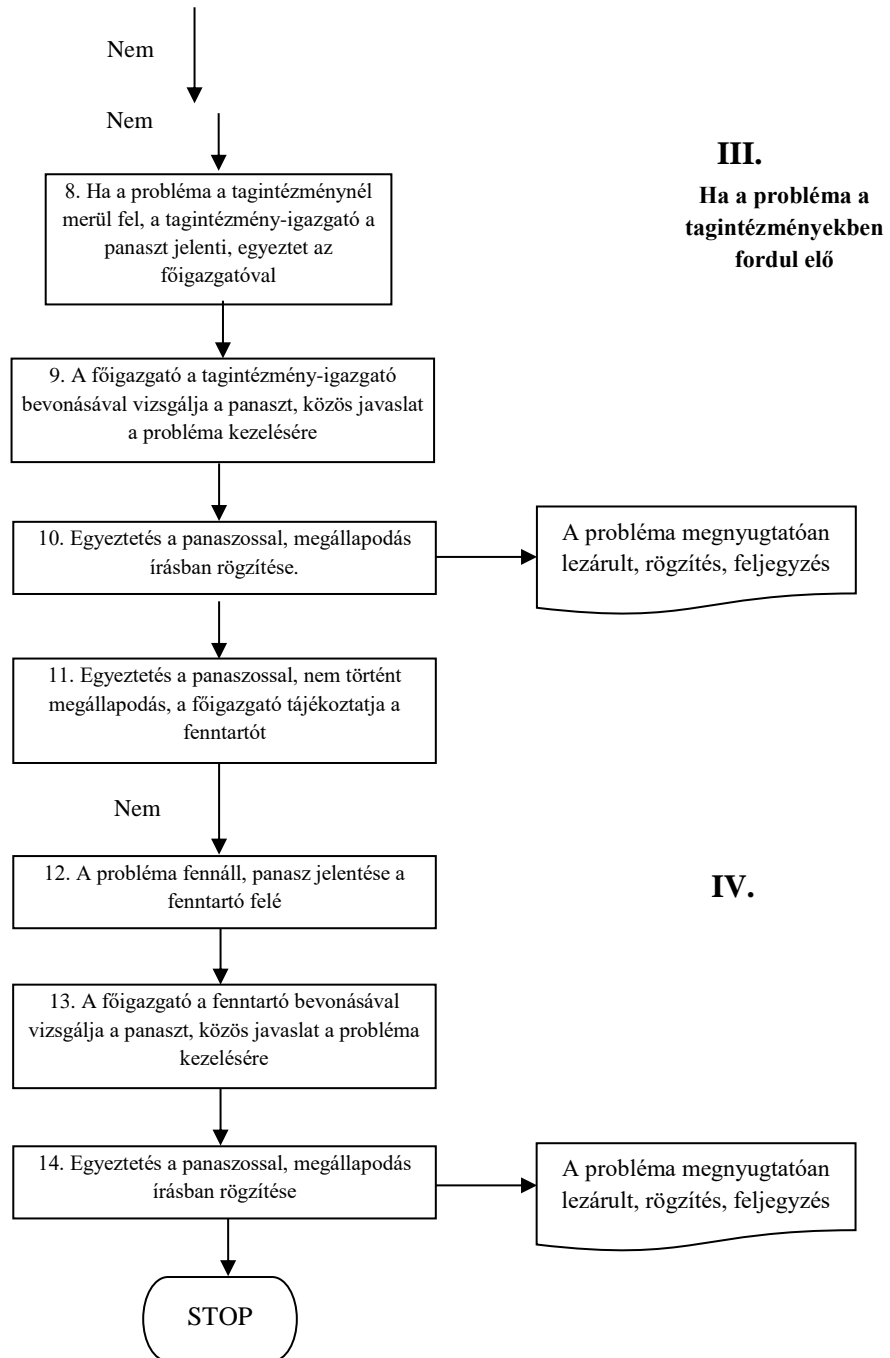 Nem
Nem
III.
Ha a probléma a
tagintézményekben
fordul elő
8. Ha a probléma a tagintézménynél
merül fel, a tagintézmény-igazgató a
panaszt jelenti, egyeztet az
főigazgatóval
9. A főigazgató a tagintézmény-igazgató
bevonásával vizsgálja a panaszt, közös javaslat
a probléma kezelésére
10. Egyeztetés a panaszossal, megállapodás
írásban rögzítése.
A probléma megnyugtatóan
lezárult, rögzítés, feljegyzés
11. Egyeztetés a panaszossal, nem történt
megállapodás, a főigazgató tájékoztatja a
fenntartót
Nem
12. A probléma fennáll, panasz jelentése a
fenntartó felé
IV.
13. A főigazgató a fenntartó bevonásával
vizsgálja a panaszt, közös javaslat a probléma
kezelésére
14. Egyeztetés a panaszossal, megállapodás
írásban rögzítése
A probléma megnyugtatóan
lezárult, rögzítés, feljegyzés
STOP